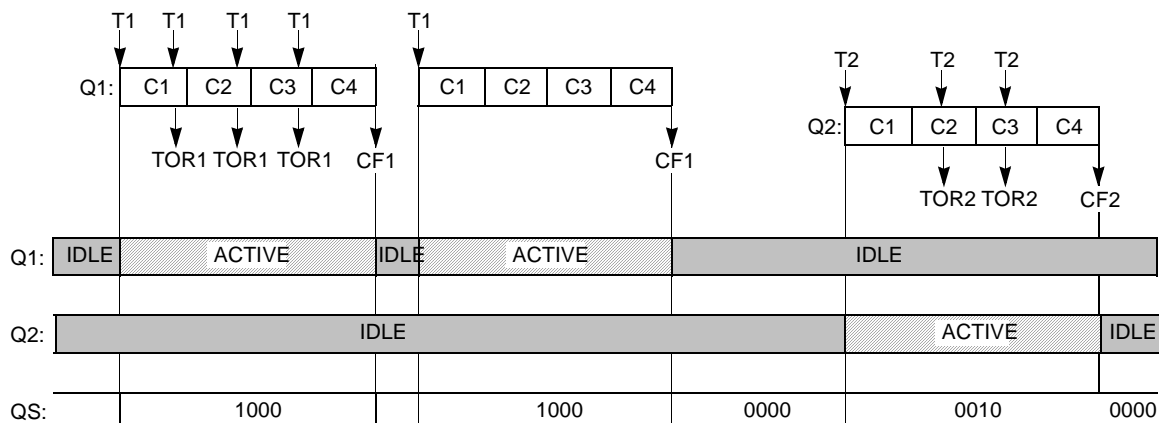 T1 T1 T1 T1 T1
T2 T2 T2
Q1: C1 C2 C3 C4 C1 C2 C3 C4
Q2: C1 C2 C3 C4
TOR1 TOR1 TOR1 CF1 CF1
TOR2 TOR2 CF2
Q1: IDLE ACTIVE IDLE ACTIVE IDLE
Q2: IDLE ACTIVE IDLE
QS: 1000 1000 0000 0010 0000